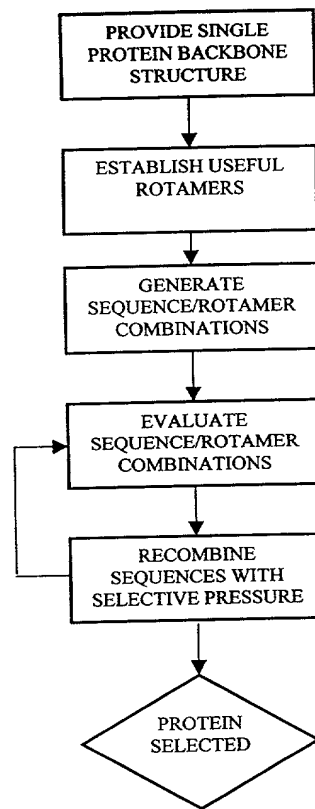 PROVIDE SINGLE
PROTEIN BACKBONE
STRUCTURE
ESTABLISH USEFUL
ROTAMERS
GENERATE
SEQUENCE/ROTAMER
COMBINATIONS
EVALUATE
SEQUENCE/ROTAMER
COMBINATIONS
RECOMBINE
SEQUENCES WITH
SELECTIVE PRESSURE
PROTEIN
SELECTED